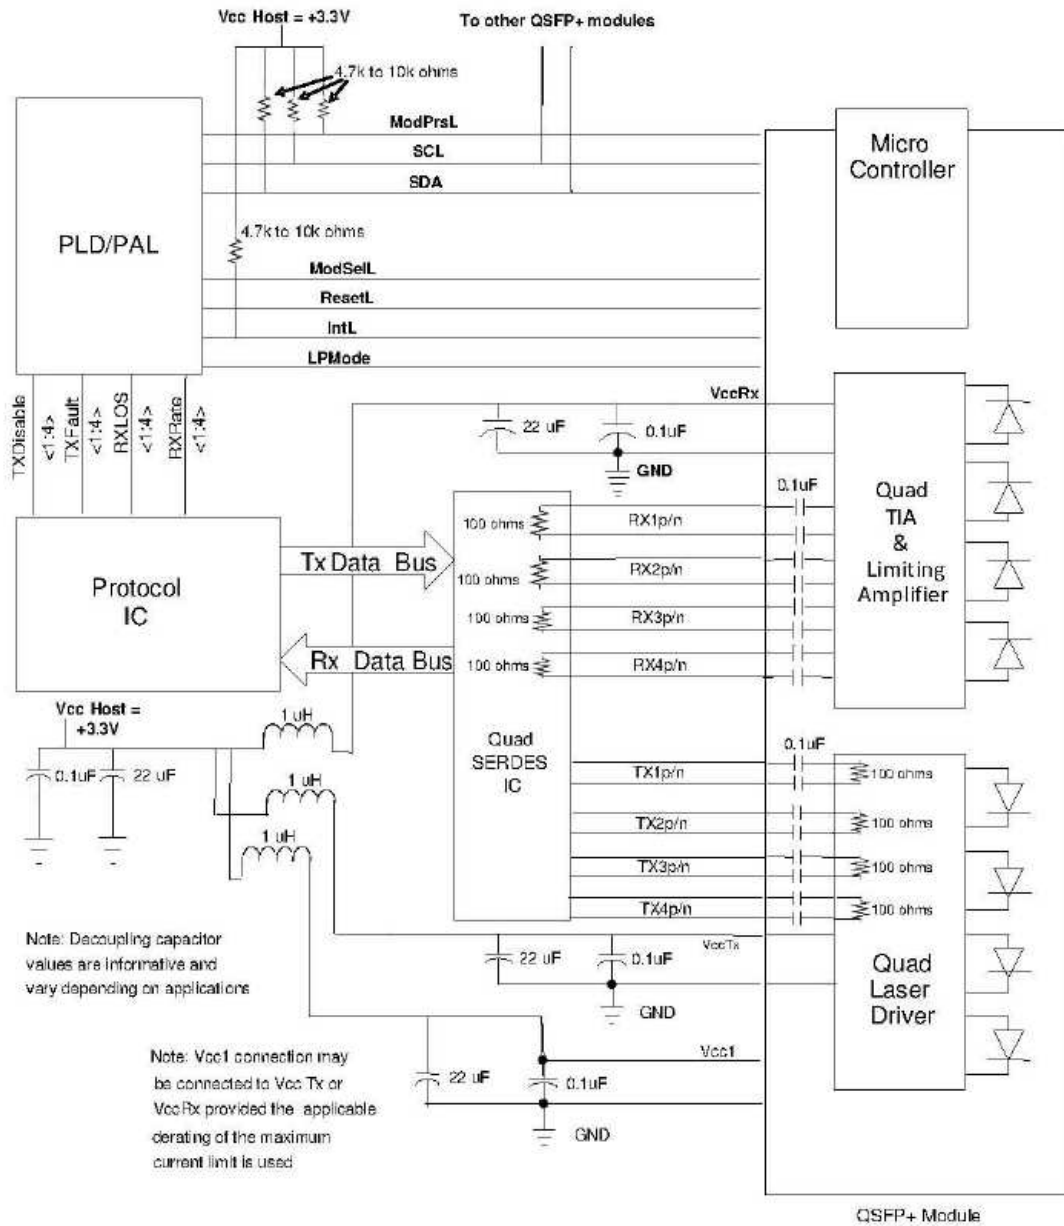 Vcc Host = +3.3V
To other QSFP+ modules
4.7k to 10k ohms
ModPrsL
SCL
SDA
Micro
Controller
PLD/PAL
4.7k to 10k ohms
ModSelL
ResetL
IntL
LPMode
TXDisable
<1:4>
TXFault
<1:4>
RXLOS
<1:4>
RXRate
<1:4>
VccRx
22 uF
0.1uF
GND
Protocol
IC
Tx Data Bus
Rx Data Bus
100 ohms
100 ohms
100 ohms
100 ohms
RX1p/n
RX2p/n
RX3p/n
RX4p/n
0.1uF
Quad
TIA
&
Limiting
Amplifier
Vcc Host =
+3.3V
0.1uF
22 uF
1 uH
1 uH
1 uH
Quad
SERDES
IC
TX1p/n
TX2p/n
TX3p/n
TX4p/n
0.1uF
100 ohms
100 ohms
100 ohms
100 ohms
Quad
Laser
Driver
VccTx
22 uF
0.1uF
GND
Note: Decoupling capacitor
values are informative and
vary depending on applications
Vcc1
22 uF
0.1uF
GND
Note: Vcc1 connection may
be connected to Vcc Tx or
VccRx provided the applicable
derating of the maximum
current limit is used
QSFP+ Module